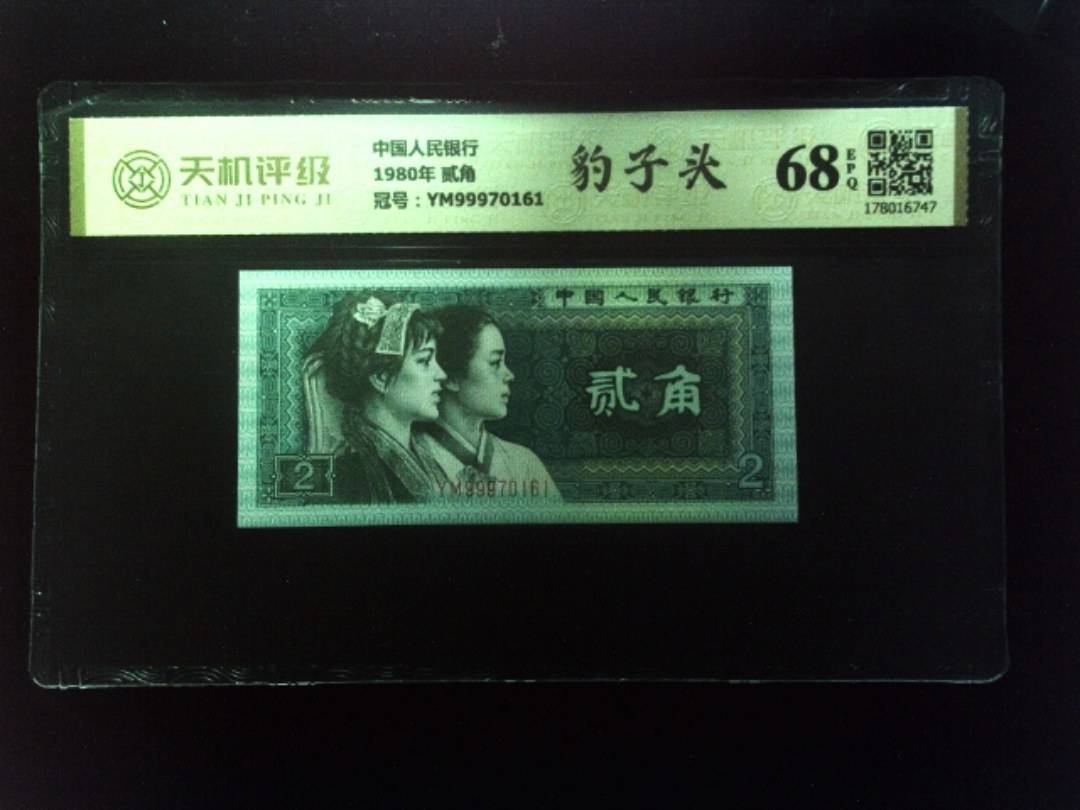 天机评级
TIAN JI PING JI
中国人民银行
1980年 贰角
冠号：YM99970161
豹子头
68
EPQ
178016747
中国人民银行
贰角
2
2
YM99970161